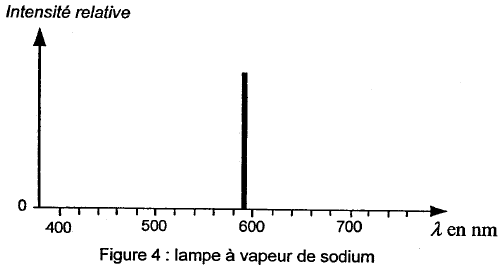 Intensité relative
0
400 500 600 700 λ en nm
Figure 4 : lampe à vapeur de sodium